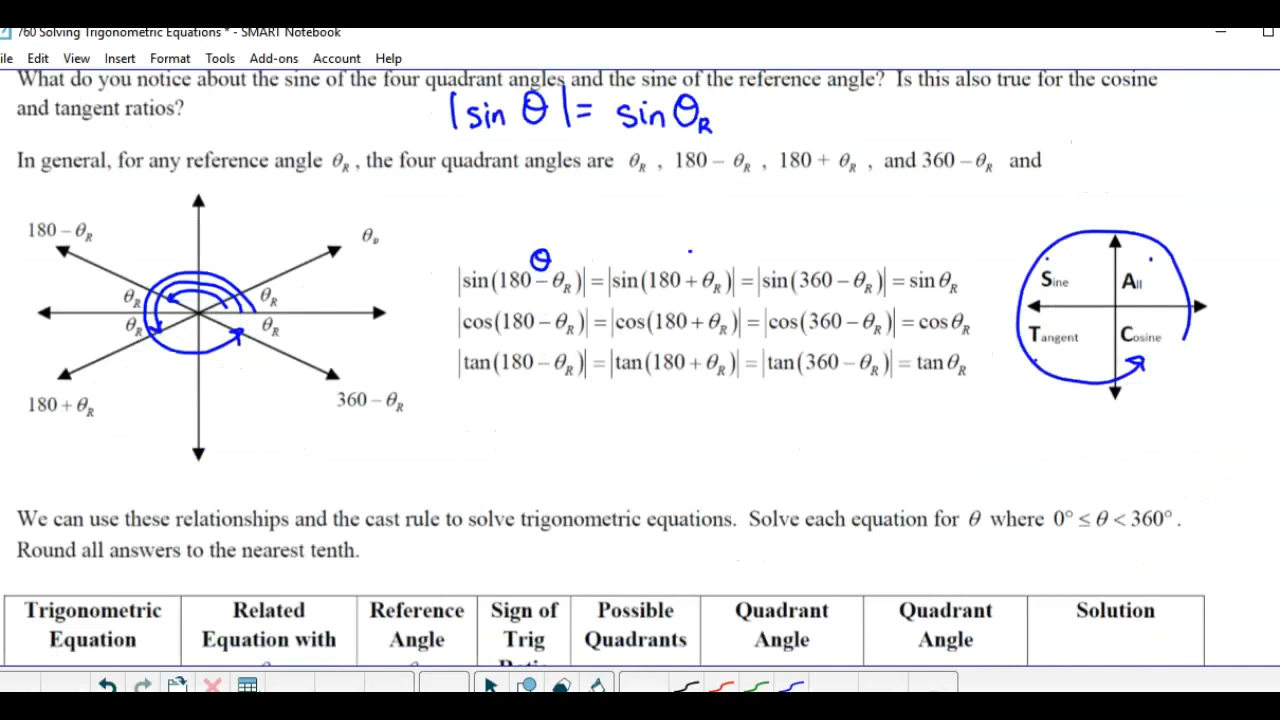 760 Solving Trigonometric Equations * - SMART Notebook
ile Edit View Insert Format Tools Add-ons Account Help
What do you notice about the sine of the four quadrant angles and the sine of the reference angle? Is this also true for the cosine
and tangent ratios?
|sin θ| = sin θR
In general, for any reference angle θR, the four quadrant angles are θR, 180 − θR, 180 + θR, and 360 − θR and
180 − θR
θR
θR
θR
θR
θR
180 + θR
360 − θR
θ
|sin(180 − θR)| = |sin(180 + θR)| = |sin(360 − θR)| = sin θR
|cos(180 − θR)| = |cos(180 + θR)| = |cos(360 − θR)| = cos θR
|tan(180 − θR)| = |tan(180 + θR)| = |tan(360 − θR)| = tan θR
Sine All
Tangent Cosine
We can use these relationships and the cast rule to solve trigonometric equations. Solve each equation for θ where 0° ≤ θ < 360°.
Round all answers to the nearest tenth.
Trigonometric Equation
Related Equation with
Reference Angle
Sign of Trig
Possible Quadrants
Quadrant Angle
Quadrant Angle
Solution